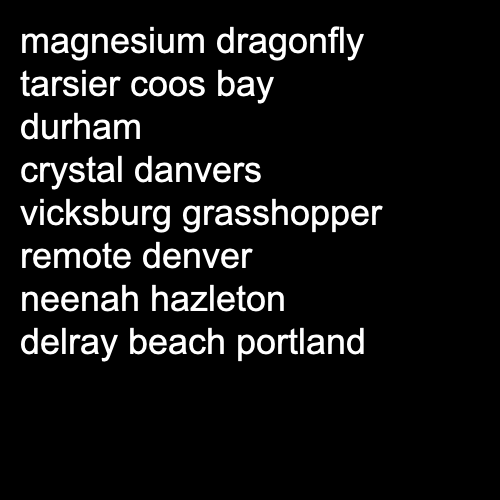 magnesium dragonfly
tarsier coos bay
durham
crystal danvers
vicksburg grasshopper
remote denver
neenah hazleton
delray beach portland